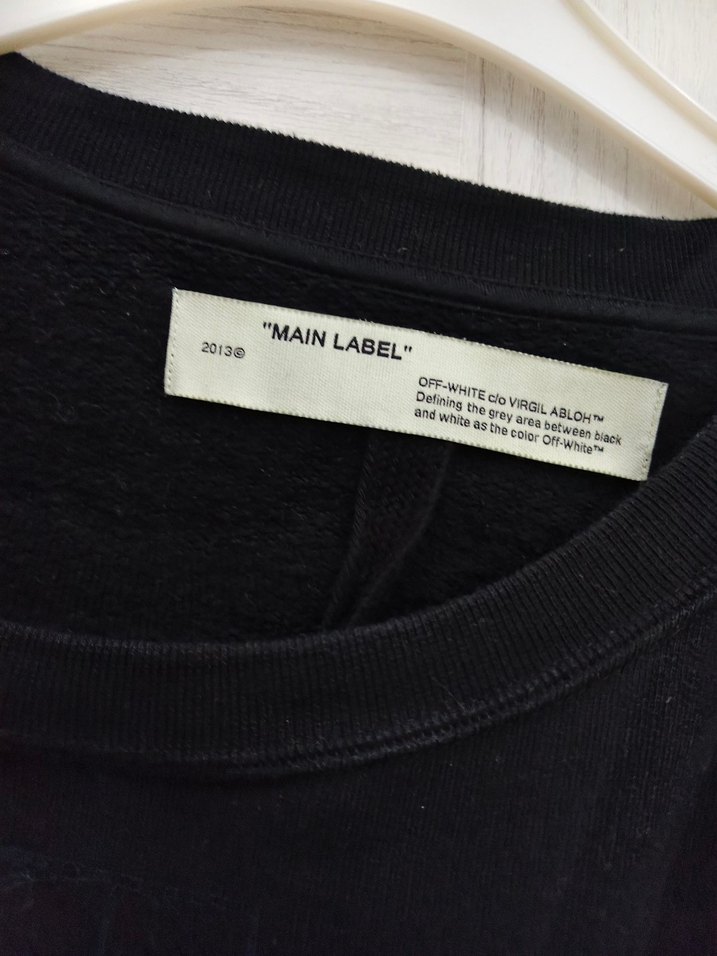 "MAIN LABEL"
2013©
OFF-WHITE c/o VIRGIL ABLOH™
Defining the grey area between black
and white as the color Off-White™